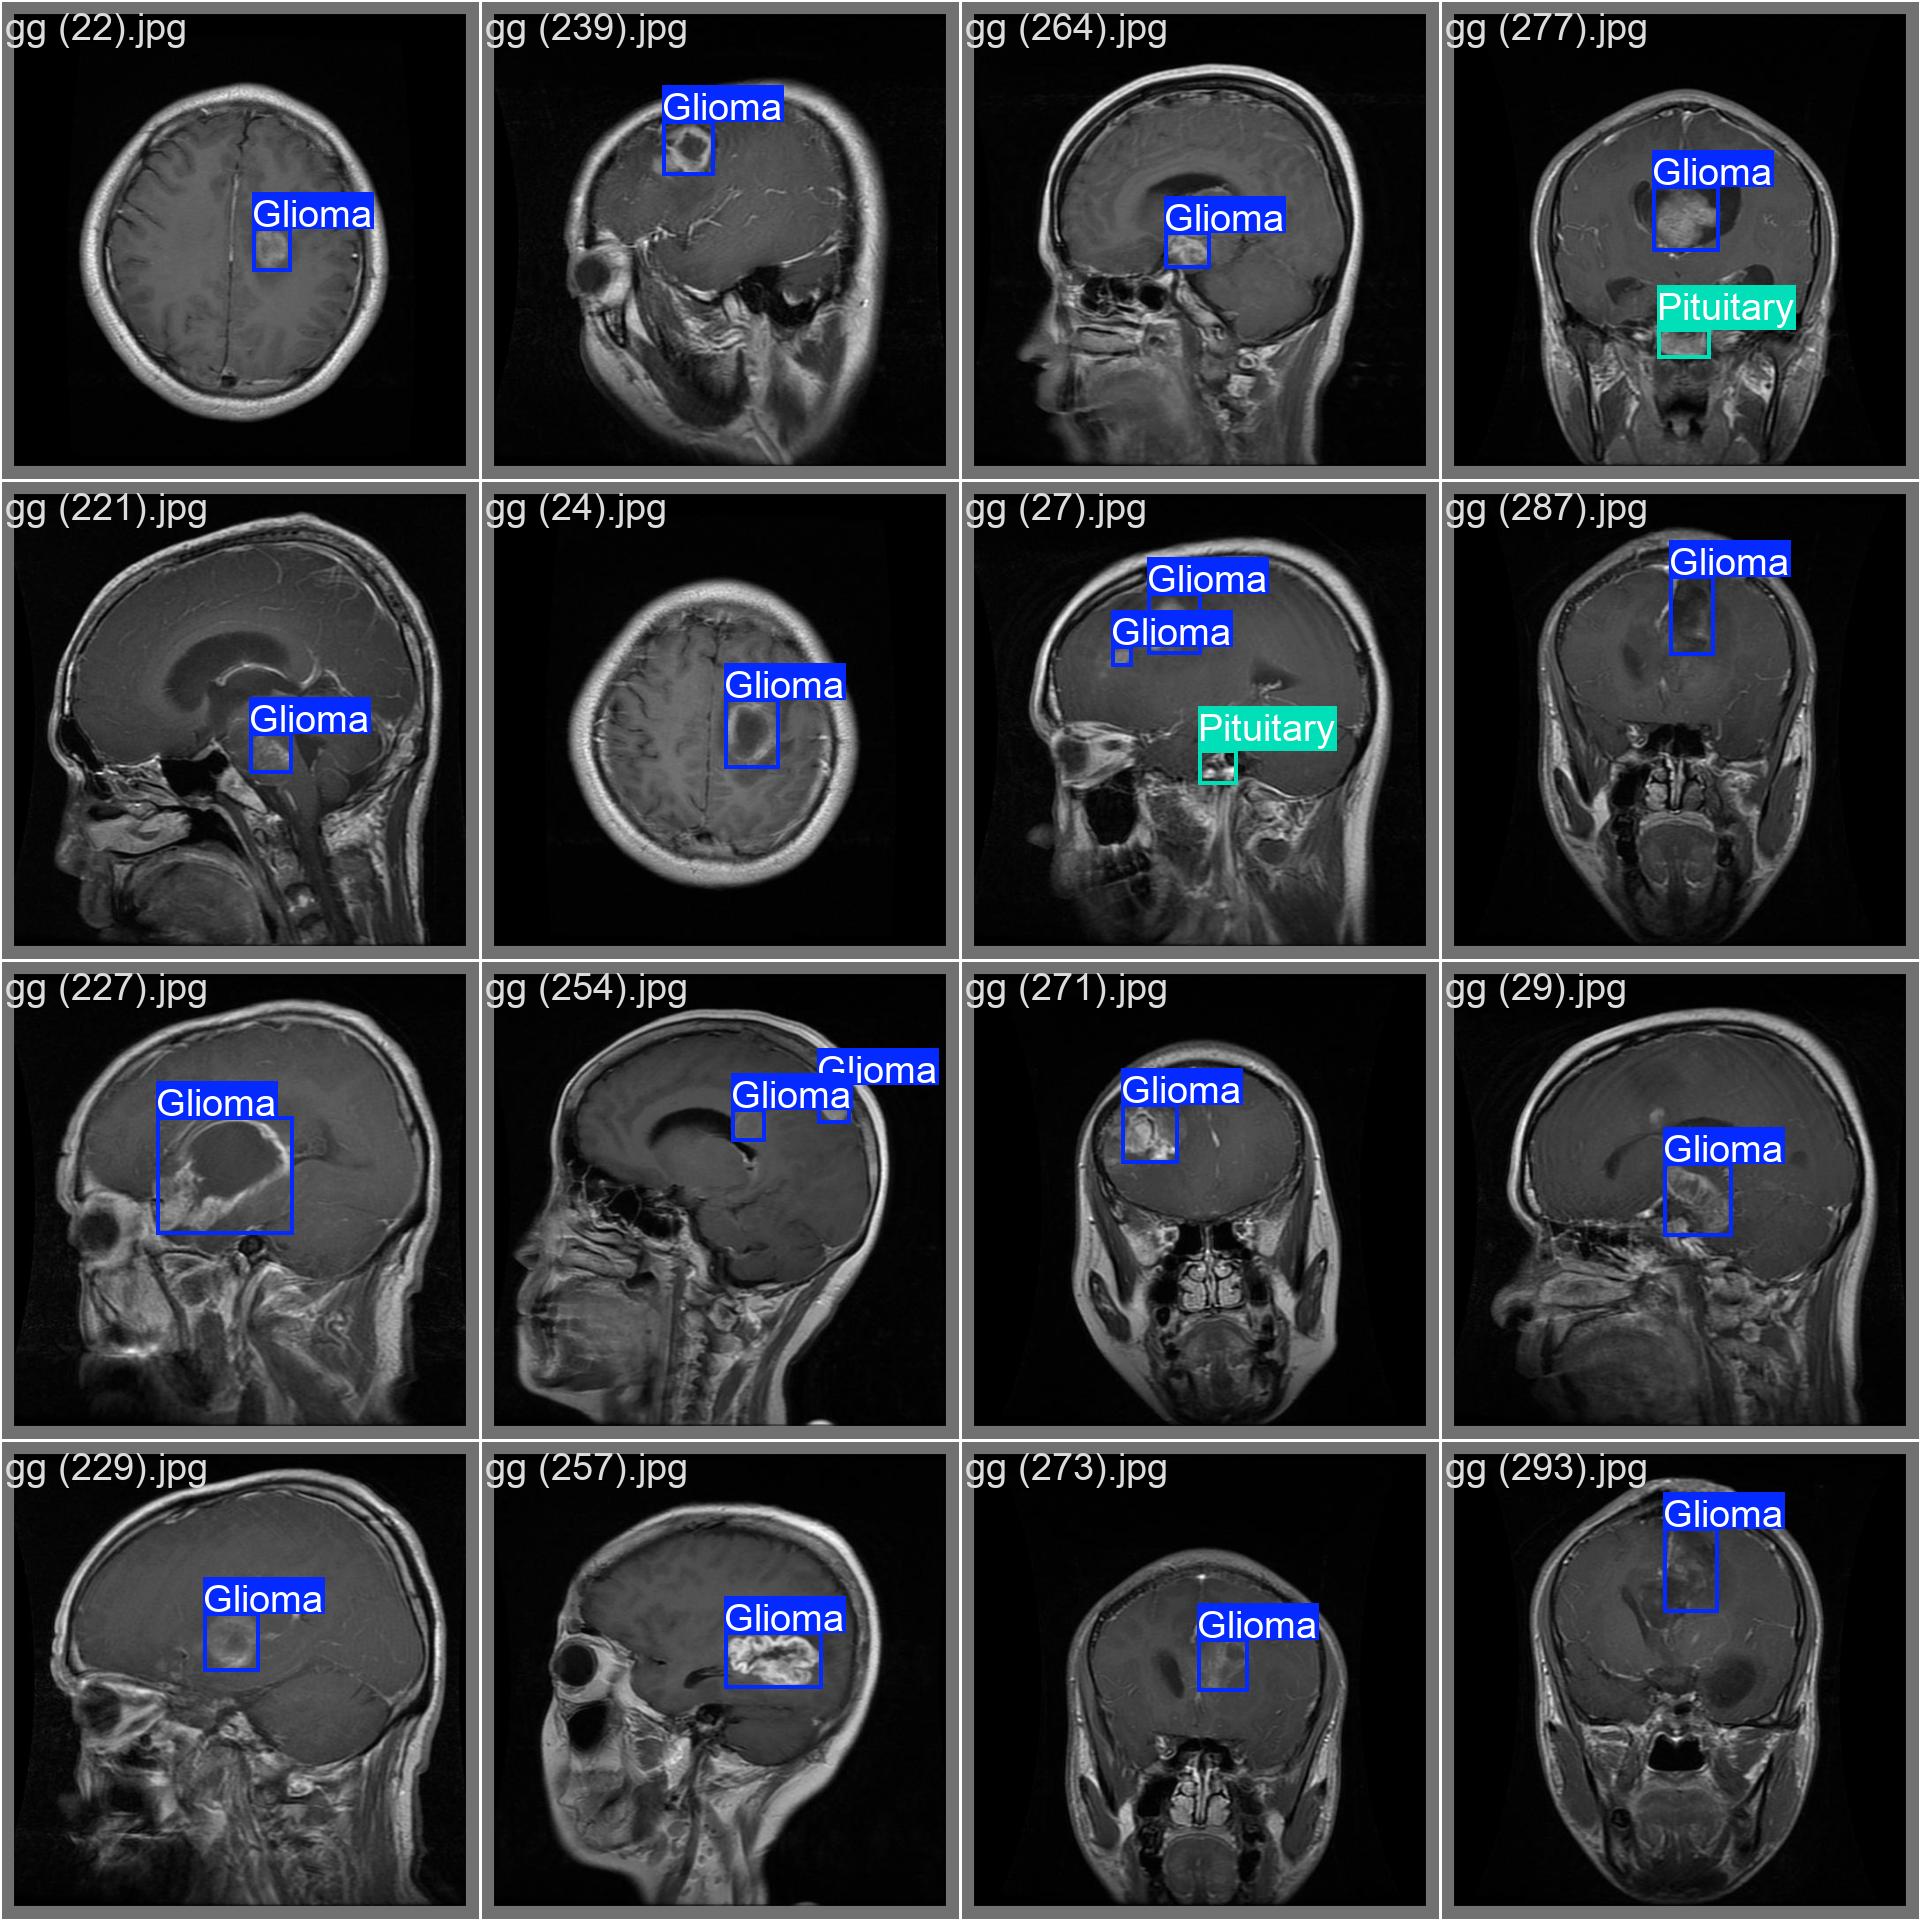 gg (22).jpg
Glioma
gg (239).jpg
Glioma
gg (264).jpg
Glioma
gg (277).jpg
Glioma
Pituitary
gg (221).jpg
Glioma
gg (24).jpg
Glioma
gg (27).jpg
Glioma
Glioma
Pituitary
gg (287).jpg
Glioma
gg (227).jpg
Glioma
gg (254).jpg
Glioma
Glioma
gg (271).jpg
Glioma
gg (29).jpg
Glioma
gg (229).jpg
Glioma
gg (257).jpg
Glioma
gg (273).jpg
Glioma
gg (293).jpg
Glioma